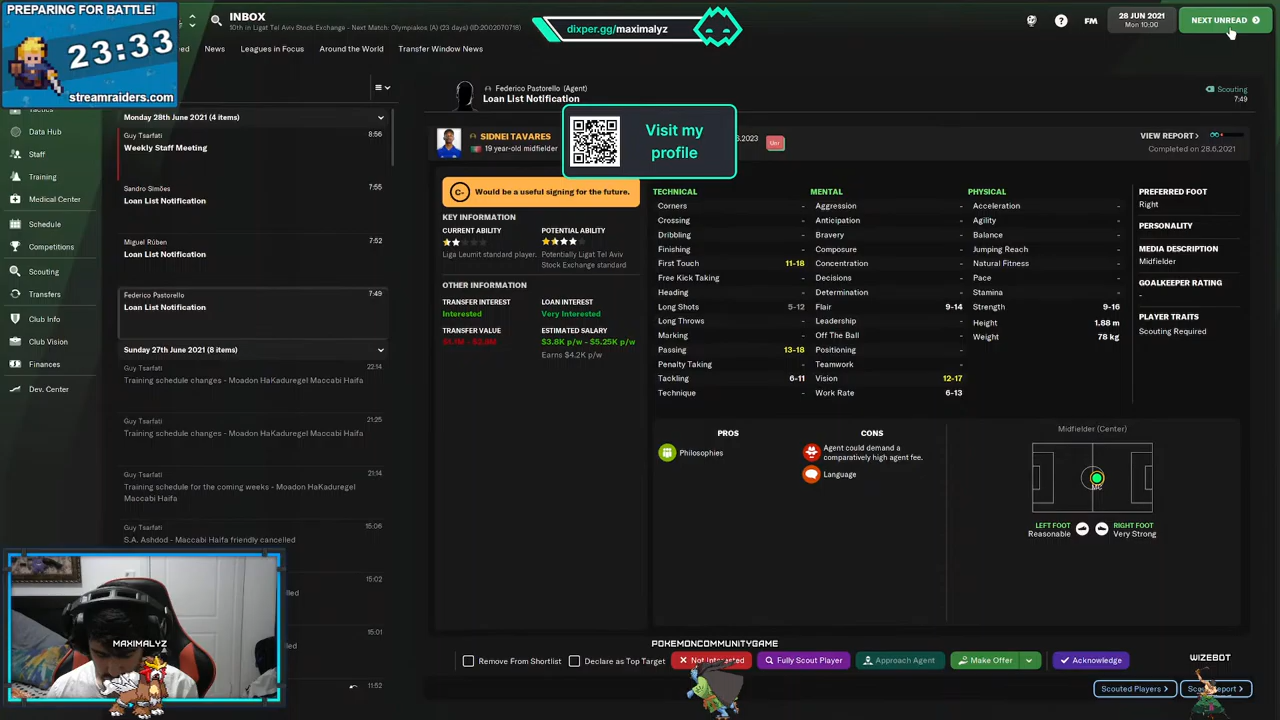 PREPARING FOR BATTLE!
23:33
streamraiders.com
INBOX
10th in Ligat Tel Aviv Stock Exchange - Next Match: Olympiakos (A) (23 days) (ID:2002070718)
News
Leagues in Focus
Around the World
Transfer Window News
dixper.gg/maximalyz
FM
28 JUN 2021
Mon 10:00
NEXT UNREAD
Tactics
Data Hub
Staff
Training
Medical Center
Schedule
Competitions
Scouting
Transfers
Club Info
Club Vision
Finances
Dev. Center
Monday 28th June 2021 (4 items)
Guy Tsarfati 8:56
Weekly Staff Meeting
Sandro Simões 7:55
Loan List Notification
Miguel Rúben 7:52
Loan List Notification
Federico Pastorello 7:49
Loan List Notification
Sunday 27th June 2021 (8 items)
Guy Tsarfati 22:14
Training schedule changes - Moadon HaKaduregel Maccabi Haifa
Guy Tsarfati 21:25
Training schedule changes - Moadon HaKaduregel Maccabi Haifa
Guy Tsarfati 21:14
Training schedule for the coming weeks - Moadon HaKaduregel
Maccabi Haifa
Guy Tsarfati 15:06
S.A. Ashdod - Maccabi Haifa friendly cancelled
15:02
15:01
11:52
MAXIMALYZ
Federico Pastorello (Agent)
Loan List Notification
Scouting
7:49
SIDNEI TAVARES
19 year-old midfielder
Visit my
profile
VIEW REPORT
Completed on 28.6.2021
C-
Would be a useful signing for the future.
KEY INFORMATION
CURRENT ABILITY
Liga Leumit standard player.
POTENTIAL ABILITY
Potentially Ligat Tel Aviv
Stock Exchange standard
OTHER INFORMATION
TRANSFER INTEREST
Interested
LOAN INTEREST
Very Interested
TRANSFER VALUE
ESTIMATED SALARY
$3.8K p/w - $5.25K p/w
Earns $4.2K p/w
TECHNICAL
Corners -
Crossing -
Dribbling -
Finishing -
First Touch 11-18
Free Kick Taking -
Heading -
Long Shots 5-12
Long Throws -
Marking -
Passing 13-18
Penalty Taking -
Tackling 6-11
Technique -
MENTAL
Aggression -
Anticipation -
Bravery -
Composure -
Concentration -
Decisions -
Determination -
Flair 9-14
Leadership -
Off The Ball -
Positioning -
Teamwork -
Vision 12-17
Work Rate 6-13
PHYSICAL
Acceleration -
Agility -
Balance -
Jumping Reach -
Natural Fitness -
Pace -
Stamina -
Strength 9-16
Height 1.88 m
Weight 78 kg
PREFERRED FOOT
Right
PERSONALITY
MEDIA DESCRIPTION
Midfielder
GOALKEEPER RATING
-
PLAYER TRAITS
Scouting Required
PROS
Philosophies
CONS
Agent could demand a
comparatively high agent fee.
Language
Midfielder (Center)
MC
LEFT FOOT
Reasonable
RIGHT FOOT
Very Strong
POKEMONCOMMUNITYGAME
WIZEBOT
Remove From Shortlist
Declare as Top Target
Not Interested
Fully Scout Player
Approach Agent
Make Offer
Acknowledge
Scouted Players